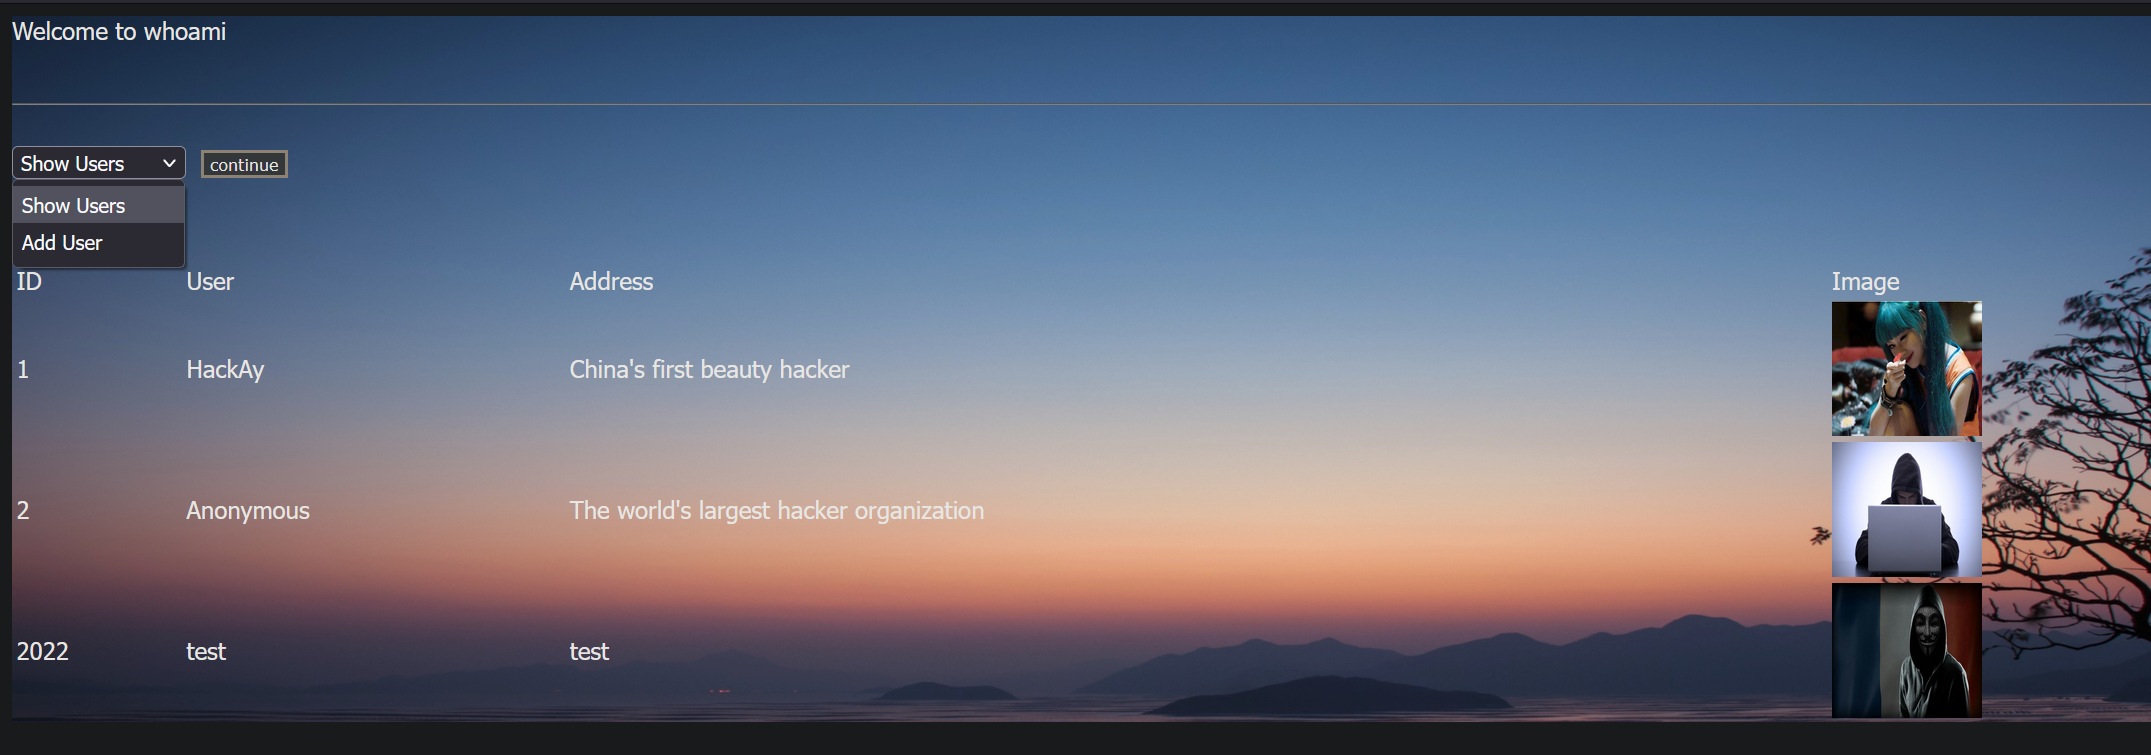 Welcome to whoami
Show Users continue
Show Users
Add User
ID User Address Image
1 HackAy China's first beauty hacker
2 Anonymous The world's largest hacker organization
2022 test test